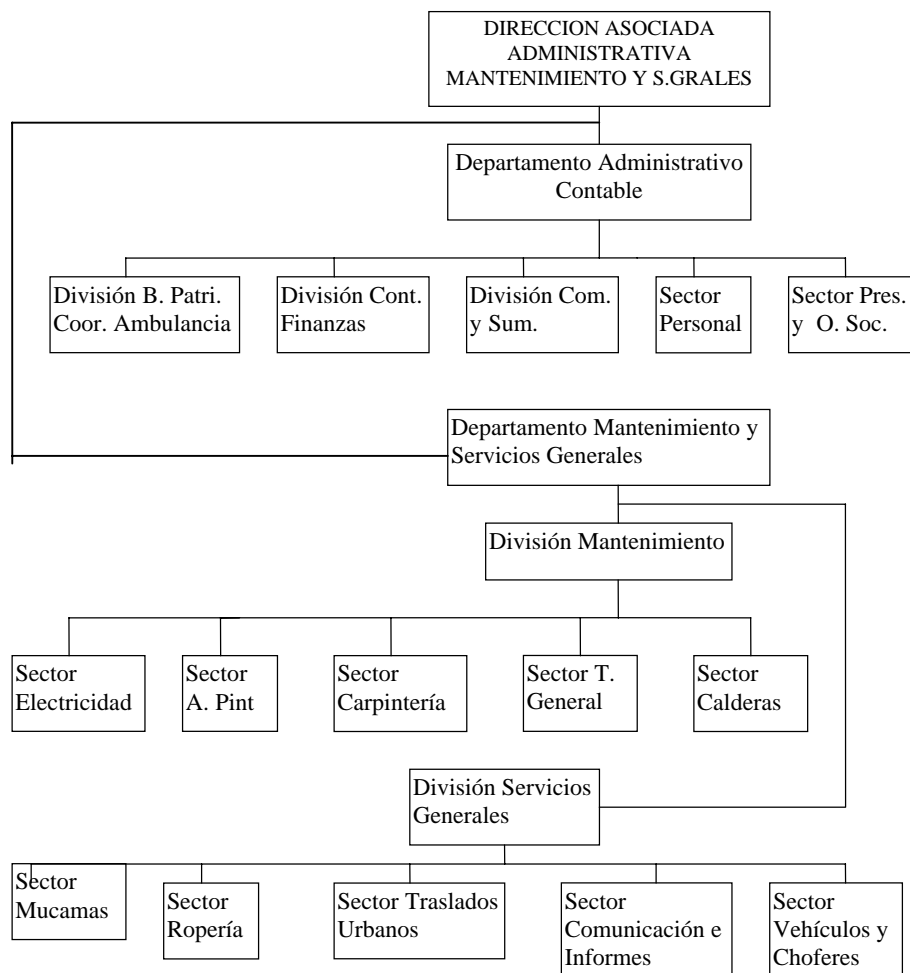 DIRECCION ASOCIADA
ADMINISTRATIVA
MANTENIMIENTO Y S.GRALES
Departamento Administrativo
Contable
División B. Patri.
Coor. Ambulancia
División Cont.
Finanzas
División Com.
y Sum.
Sector
Personal
Sector Pres.
y O. Soc.
Departamento Mantenimiento y
Servicios Generales
División Mantenimiento
Sector
Electricidad
Sector
A. Pint
Sector
Carpintería
Sector T.
General
Sector
Calderas
División Servicios
Generales
Sector
Mucamas
Sector
Ropería
Sector Traslados
Urbanos
Sector
Comunicación e
Informes
Sector
Vehículos y
Choferes